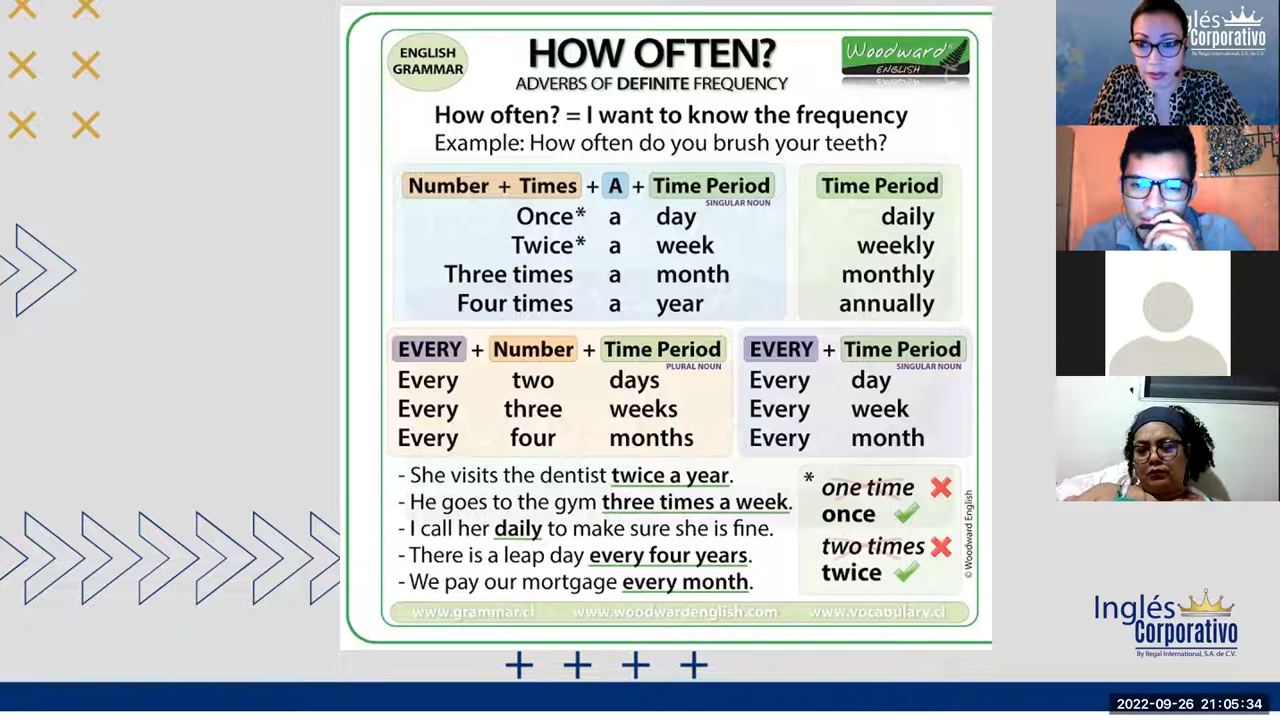 ENGLISH
GRAMMAR
HOW OFTEN?
ADVERBS OF DEFINITE FREQUENCY
Woodward®
ENGLISH
How often? = I want to know the frequency
Example: How often do you brush your teeth?
Number + Times + A + Time Period
SINGULAR NOUN
Once* a day
Twice* a week
Three times a month
Four times a year
Time Period
daily
weekly
monthly
annually
EVERY + Number + Time Period
PLURAL NOUN
Every two days
Every three weeks
Every four months
EVERY + Time Period
SINGULAR NOUN
Every day
Every week
Every month
- She visits the dentist twice a year.
- He goes to the gym three times a week.
- I call her daily to make sure she is fine.
- There is a leap day every four years.
- We pay our mortgage every month.
* one time
once
two times
twice
© Woodward English
www.grammar.cl www.woodwardenglish.com www.vocabulary.cl
glés
Corporativo
By Regal International, S.A. de C.V.
Inglés
Corporativo
By Regal International, S.A. de C.V.
2022-09-26 21:05:34